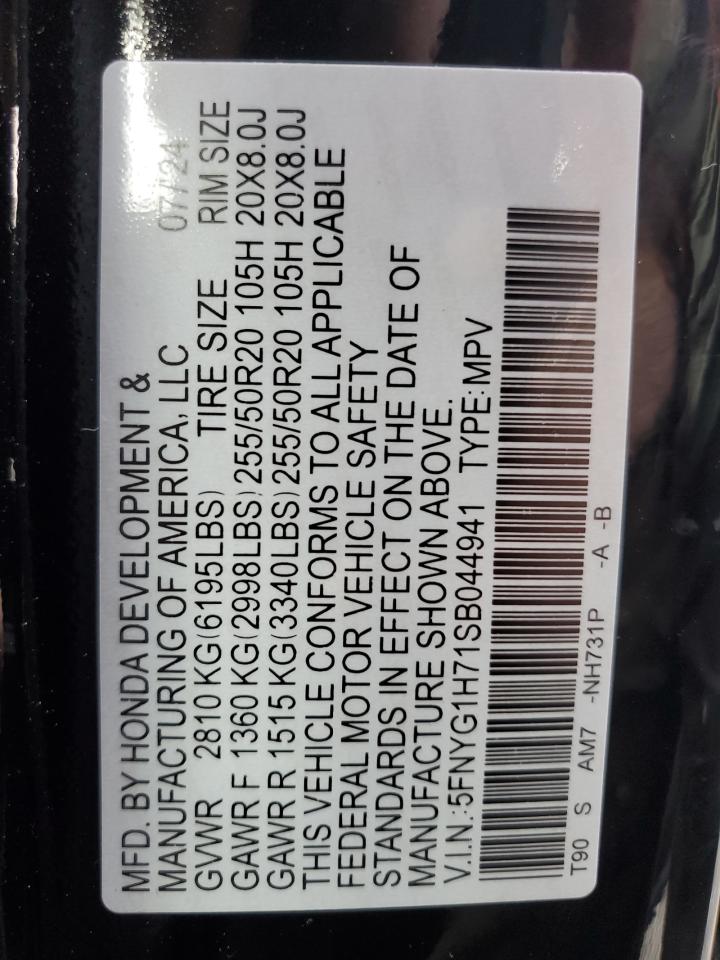 MFD. BY HONDA DEVELOPMENT &
MANUFACTURING OF AMERICA, LLC 07/24
GVWR 2810 KG(6195LBS) TIRE SIZE RIM SIZE
GAWR F 1360 KG(2998LBS) 255/50R20 105H 20X8.0J
GAWR R 1515 KG(3340LBS) 255/50R20 105H 20X8.0J
THIS VEHICLE CONFORMS TO ALL APPLICABLE
FEDERAL MOTOR VEHICLE SAFETY
STANDARDS IN EFFECT ON THE DATE OF
MANUFACTURE SHOWN ABOVE.
V.I.N.:5FNYG1H71SB044941 TYPE:MPV
T90 S AM7 -NH731P -A -B